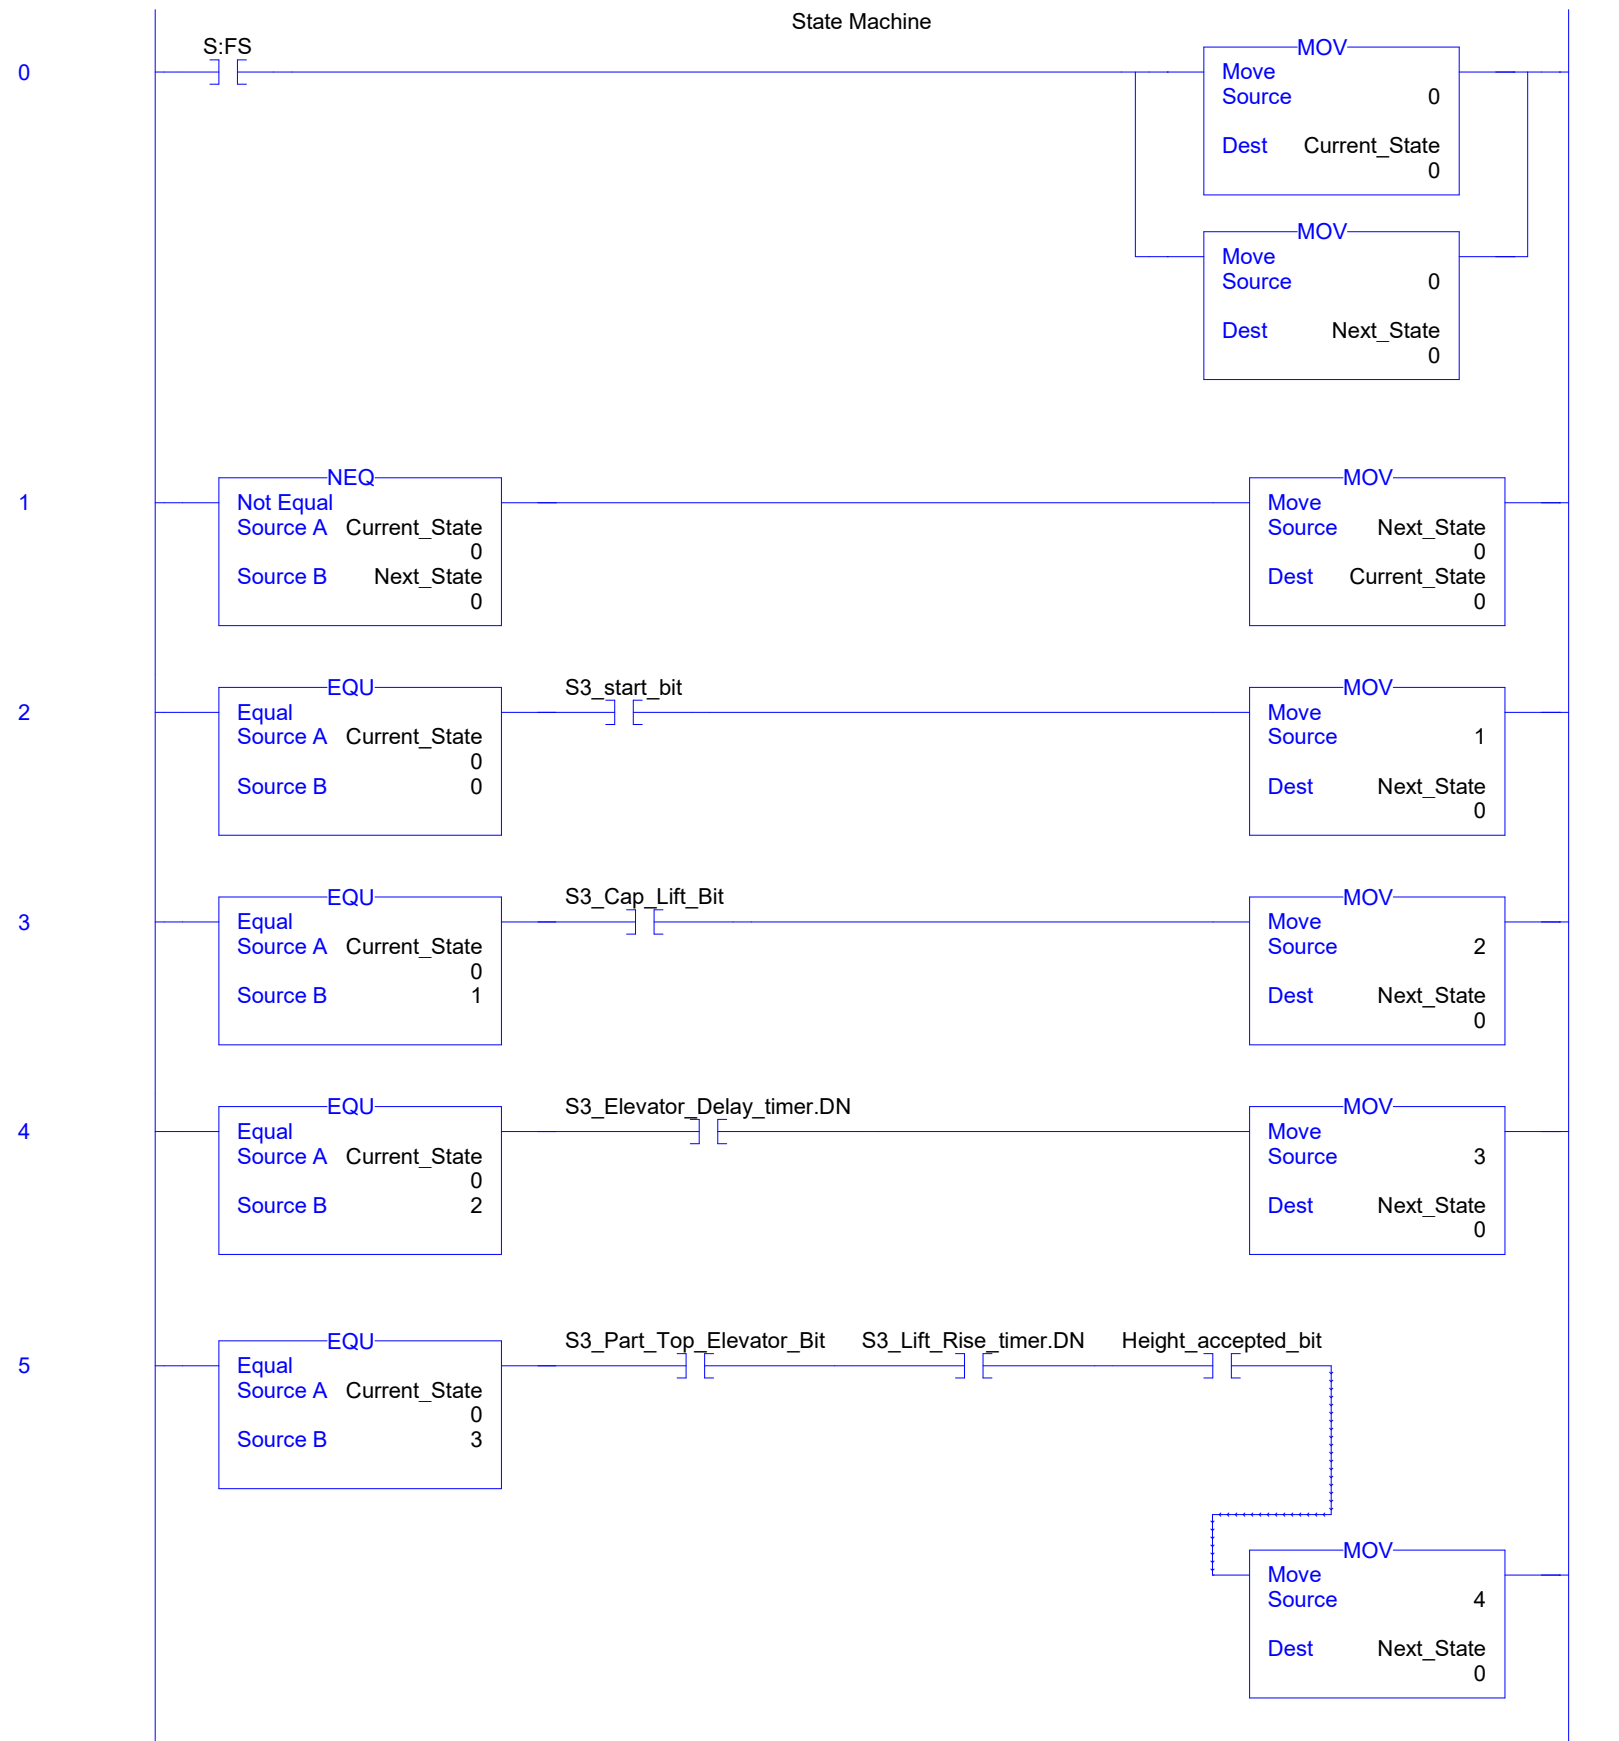 State Machine
0
S:FS
MOV
Move
Source 0
Dest Current_State
0
MOV
Move
Source 0
Dest Next_State
0
1
NEQ
Not Equal
Source A Current_State
0
Source B Next_State
0
MOV
Move
Source Next_State
0
Dest Current_State
0
2
EQU
Equal
Source A Current_State
0
Source B 0
S3_start_bit
MOV
Move
Source 1
Dest Next_State
0
3
EQU
Equal
Source A Current_State
0
Source B 1
S3_Cap_Lift_Bit
MOV
Move
Source 2
Dest Next_State
0
4
EQU
Equal
Source A Current_State
0
Source B 2
S3_Elevator_Delay_timer.DN
MOV
Move
Source 3
Dest Next_State
0
5
EQU
Equal
Source A Current_State
0
Source B 3
S3_Part_Top_Elevator_Bit S3_Lift_Rise_timer.DN Height_accepted_bit
MOV
Move
Source 4
Dest Next_State
0